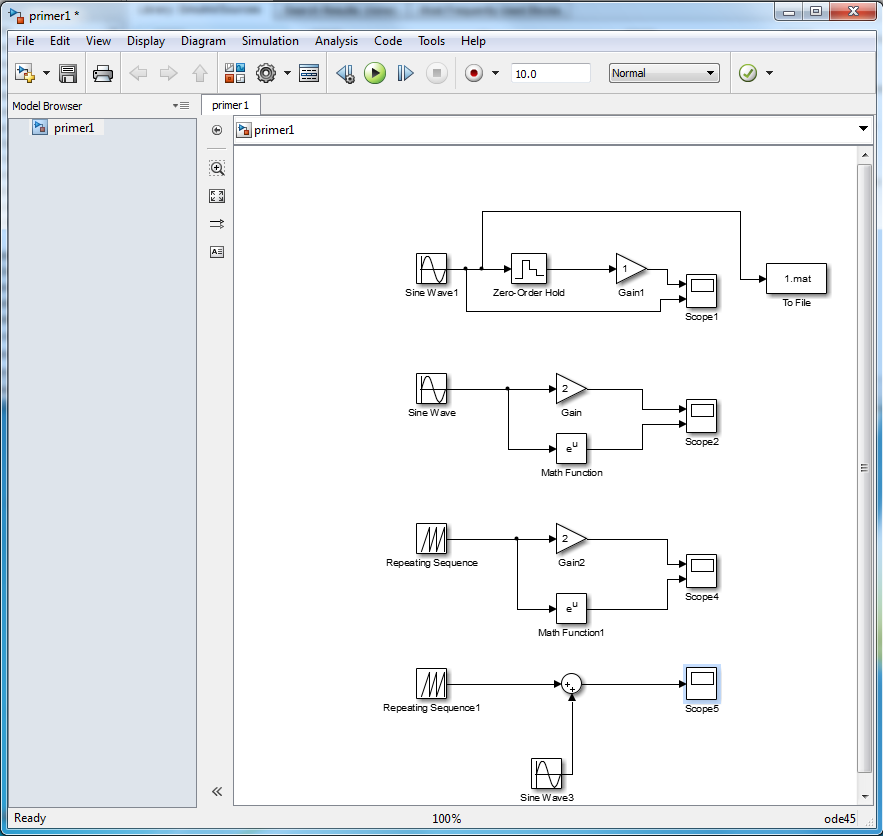 primer1 *
File Edit View Display Diagram Simulation Analysis Code Tools Help
10.0 Normal
Model Browser
primer1
primer1
primer1
1
1.mat
Sine Wave1 Zero-Order Hold Gain1
To File
Scope1
2
Sine Wave Gain
Scope2
e^u
Math Function
2
Repeating Sequence Gain2
Scope4
e^u
Math Function1
Repeating Sequence1 Scope5
Sine Wave3
Ready 100% ode45